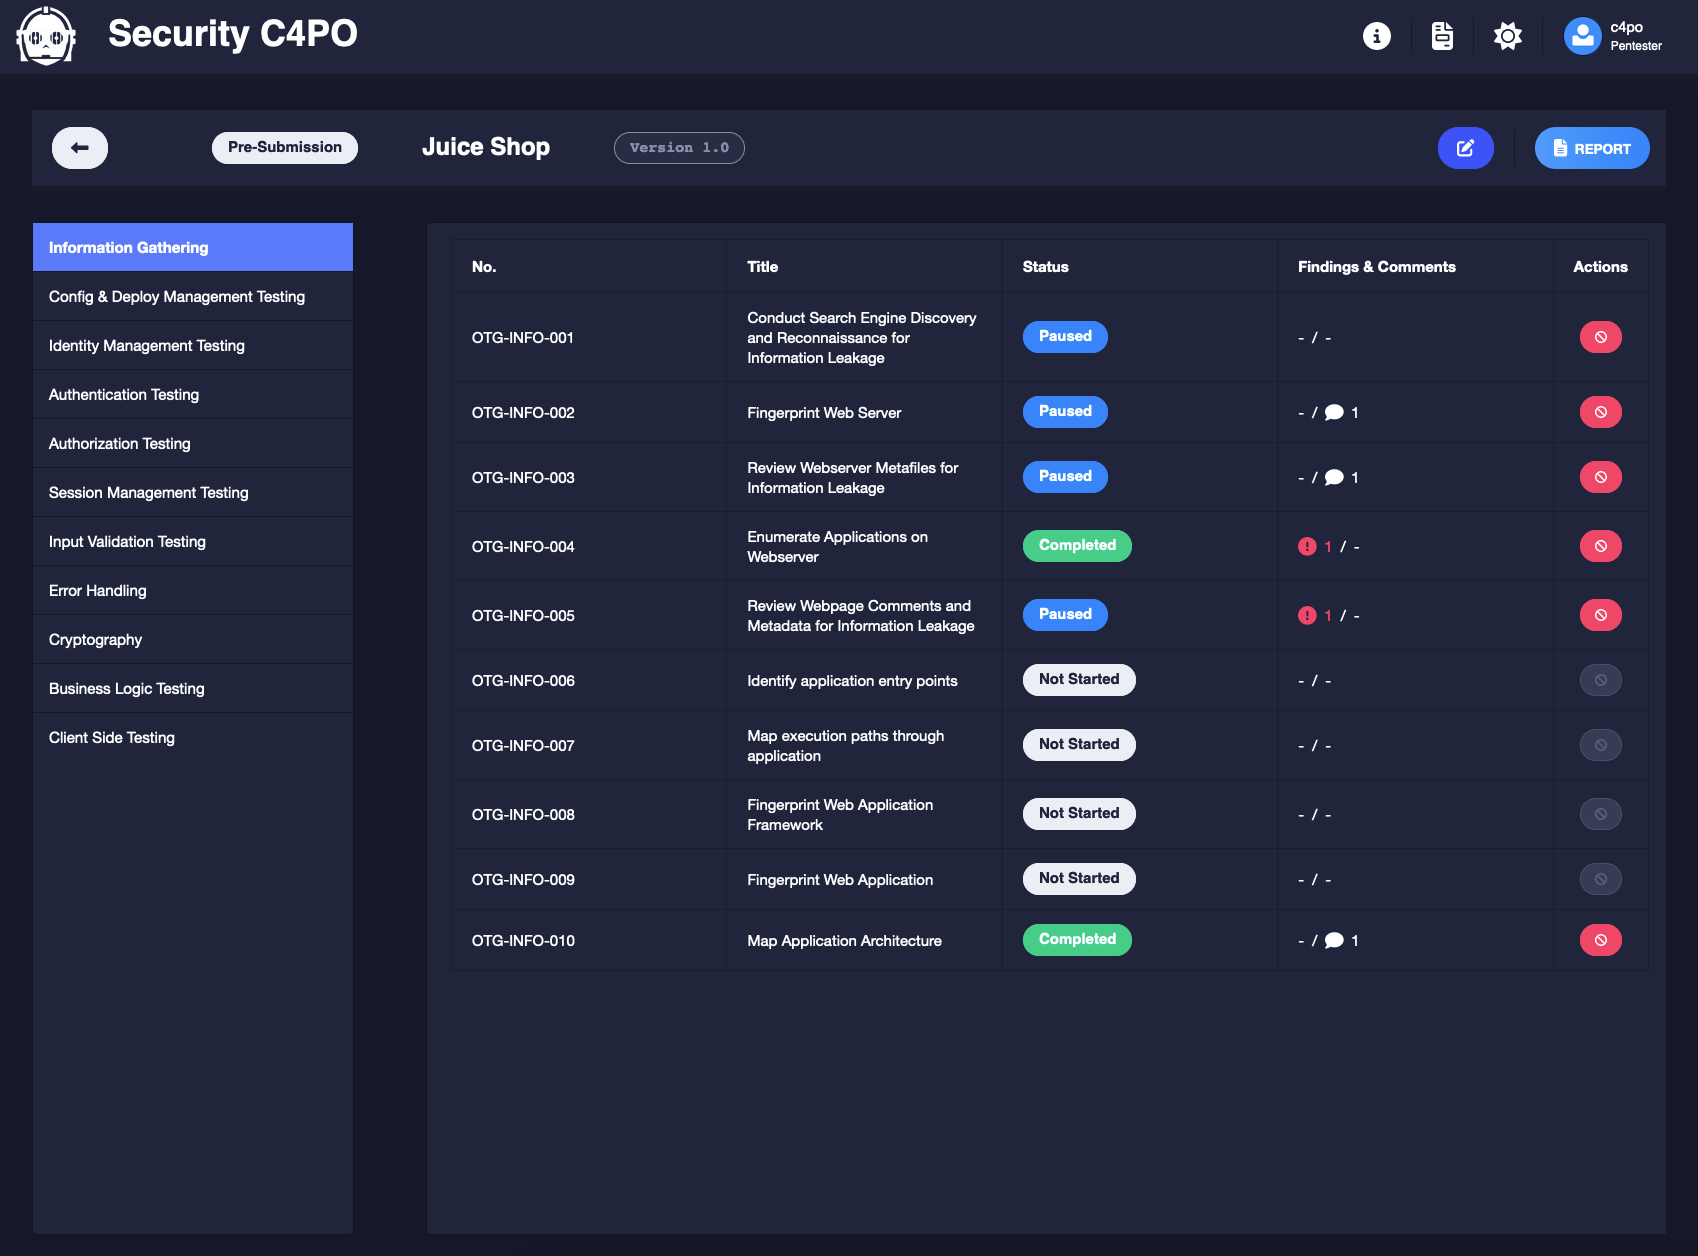 Security C4PO
c4po
Pentester
Pre-Submission
Juice Shop
Version 1.0
REPORT
Information Gathering
Config & Deploy Management Testing
Identity Management Testing
Authentication Testing
Authorization Testing
Session Management Testing
Input Validation Testing
Error Handling
Cryptography
Business Logic Testing
Client Side Testing
No. Title Status Findings & Comments Actions
OTG-INFO-001
Conduct Search Engine Discovery
and Reconnaissance for
Information Leakage
Paused
- / -
OTG-INFO-002
Fingerprint Web Server
Paused
- / 1
OTG-INFO-003
Review Webserver Metafiles for
Information Leakage
Paused
- / 1
OTG-INFO-004
Enumerate Applications on
Webserver
Completed
1 / -
OTG-INFO-005
Review Webpage Comments and
Metadata for Information Leakage
Paused
1 / -
OTG-INFO-006
Identify application entry points
Not Started
- / -
OTG-INFO-007
Map execution paths through
application
Not Started
- / -
OTG-INFO-008
Fingerprint Web Application
Framework
Not Started
- / -
OTG-INFO-009
Fingerprint Web Application
Not Started
- / -
OTG-INFO-010
Map Application Architecture
Completed
- / 1